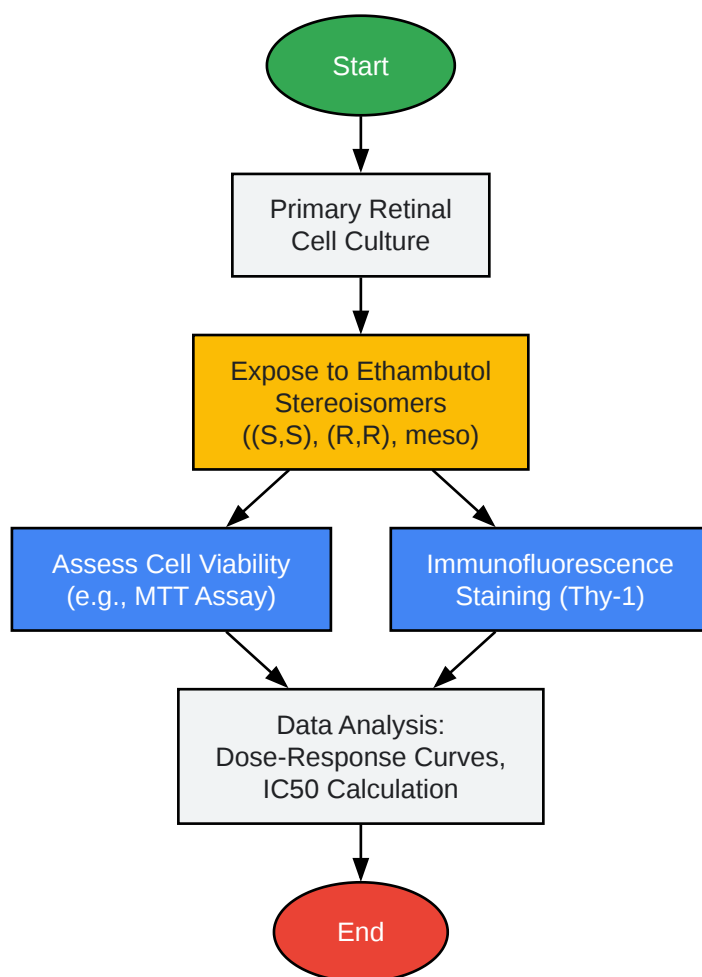 Start
Primary Retinal
Cell Culture
Expose to Ethambutol
Stereoisomers
((S,S), (R,R), meso)
Assess Cell Viability
(e.g., MTT Assay)
Immunofluorescence
Staining (Thy-1)
Data Analysis:
Dose-Response Curves,
IC50 Calculation
End